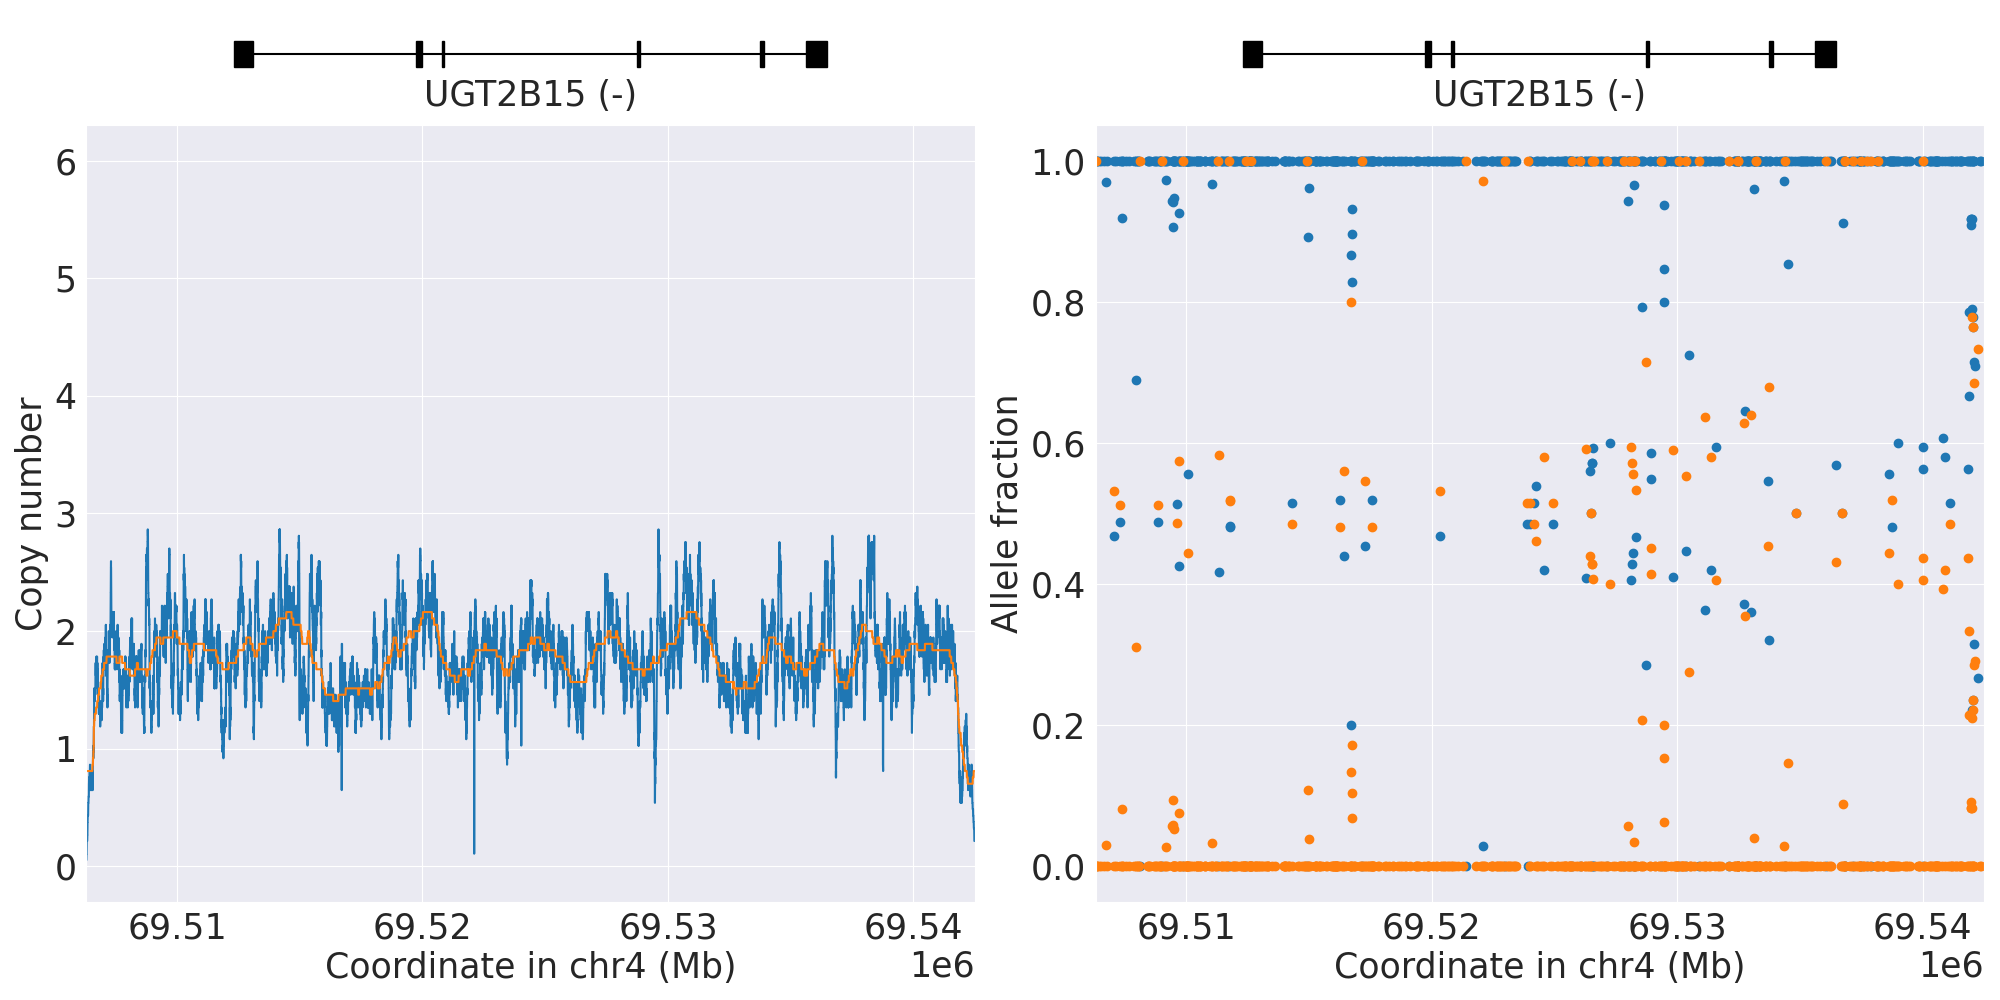 UGT2B15 (-)
6
5
4
3
2
1
0
Copy number
69.51
69.52
69.53
69.54
Coordinate in chr4 (Mb)
1e6
UGT2B15 (-)
1.0
0.8
0.6
0.4
0.2
0.0
Allele fraction
69.51
69.52
69.53
69.54
Coordinate in chr4 (Mb)
1e6